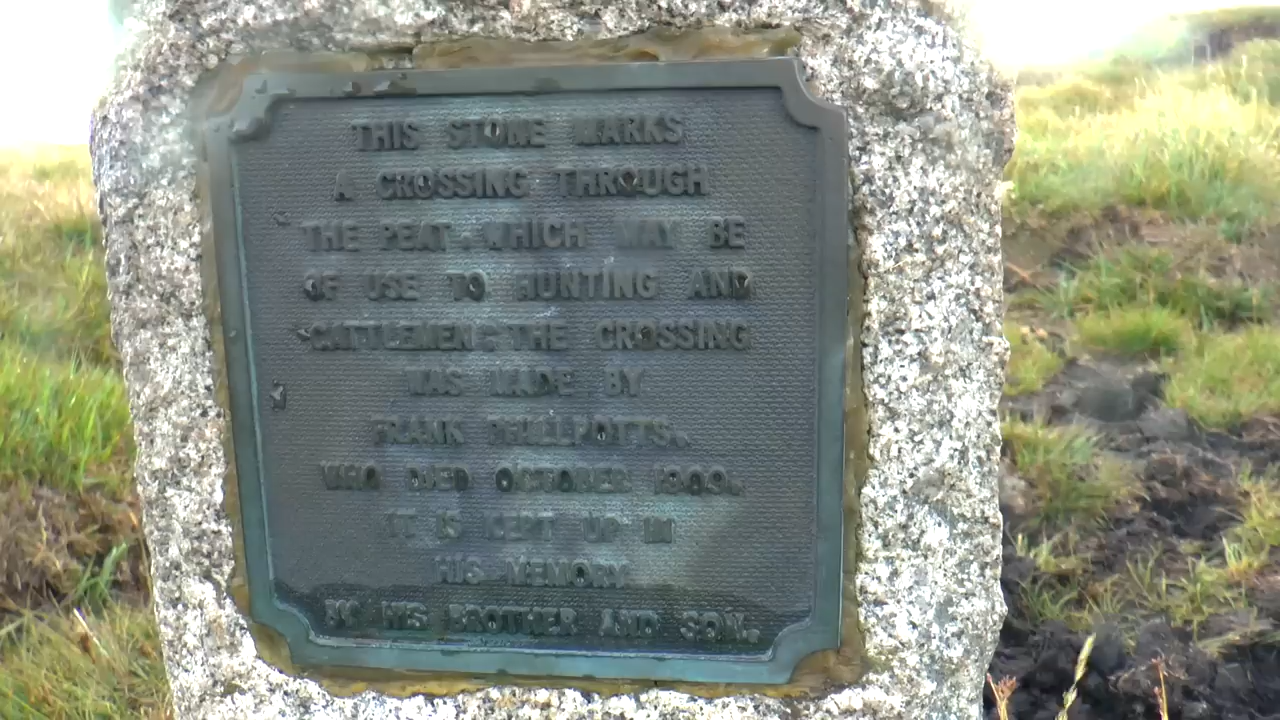 THIS STONE MARKS
A CROSSING THROUGH
THE PEAT. WHICH MAY BE
OF USE TO HUNTING AND
CATTLEMEN: THE CROSSING
WAS MADE BY
FRANK PHILLPOTTS.
WHO DIED OCTOBER 1909.
IT IS KEPT UP IN
HIS MEMORY
BY HIS BROTHER AND SON.